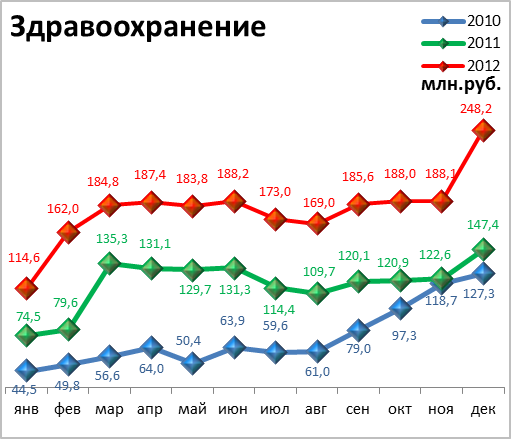 Здравоохранение
2010
2011
2012
млн.руб.
248,2
114,6 162,0 184,8 187,4 183,8 188,2 173,0 169,0 185,6 188,0 188,1
74,5 79,6 135,3 131,1 129,7 131,3 114,4 109,7 120,1 120,9 122,6 147,4
44,5 49,8 56,6 64,0 50,4 63,9 59,6 61,0 79,0 97,3 118,7 127,3
янв фев мар апр май июн июл авг сен окт ноя дек